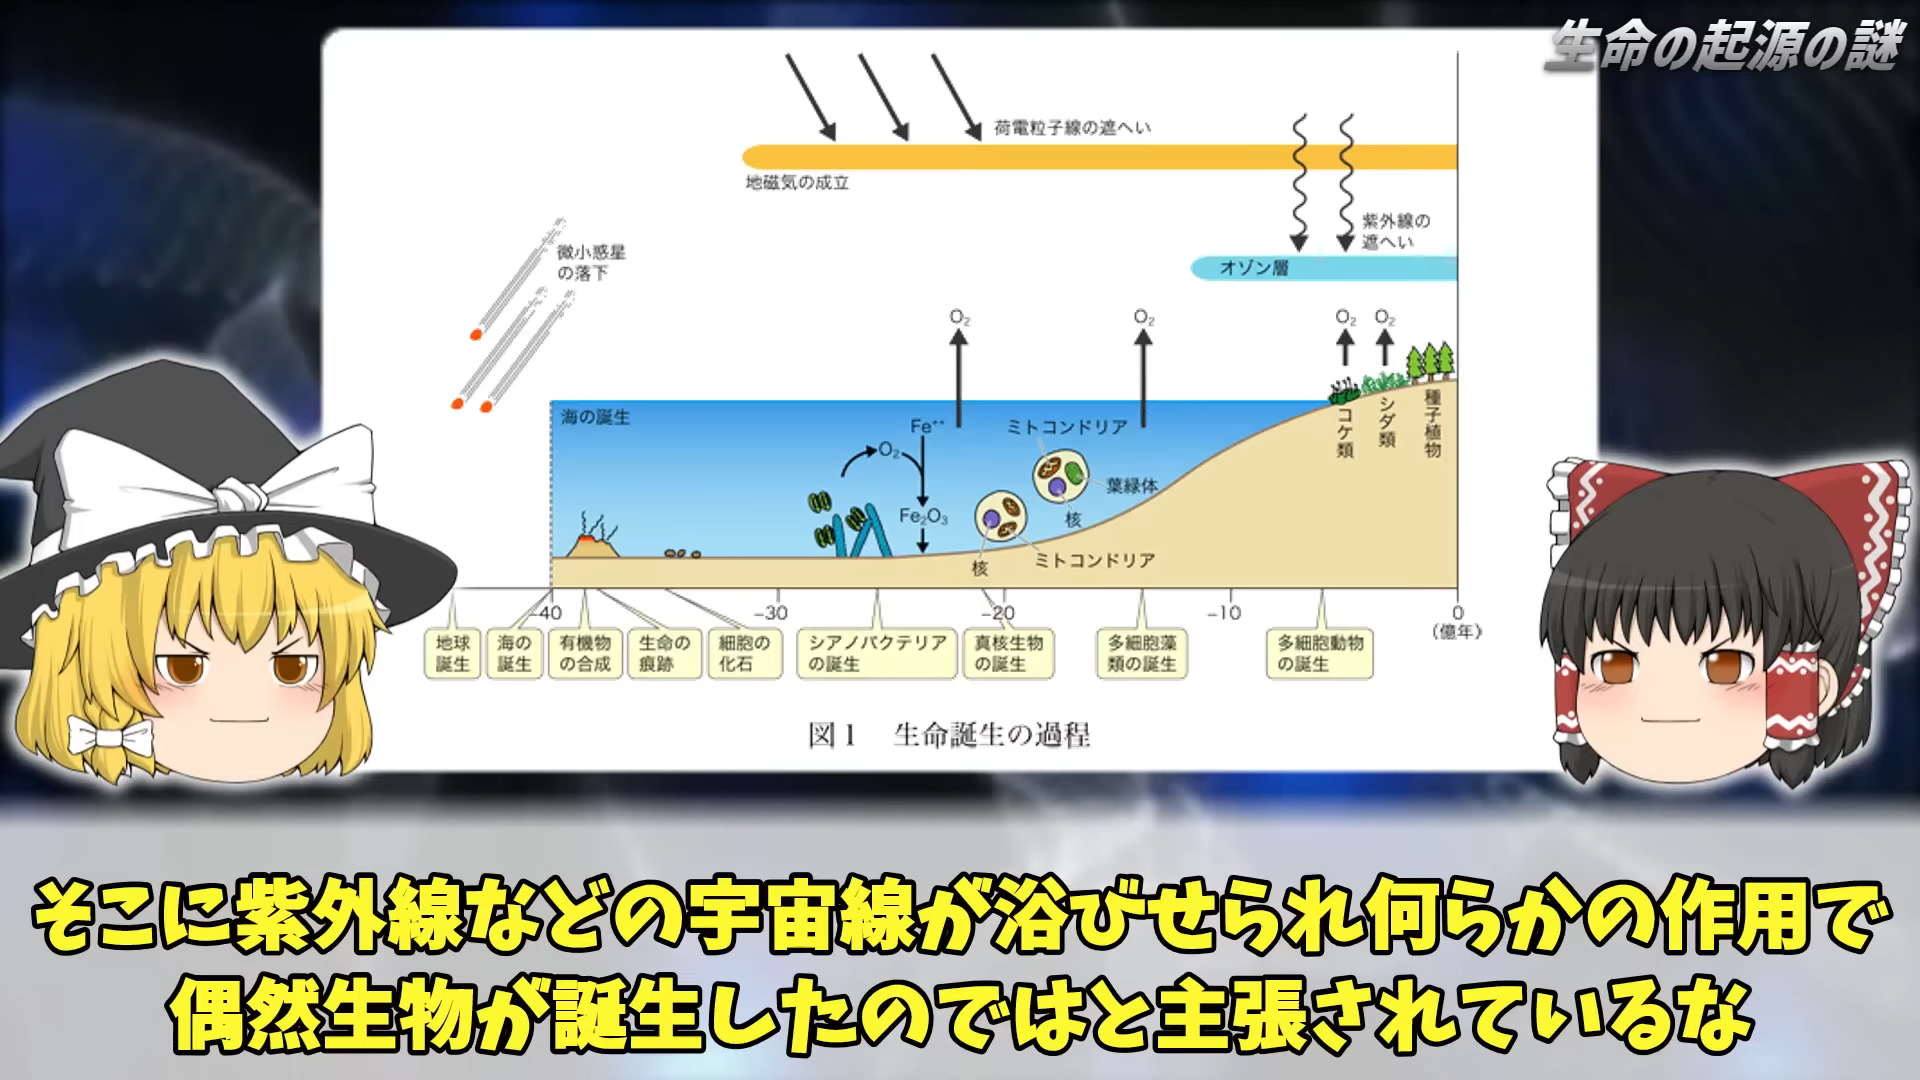 生命の起源の謎
荷電粒子線の遮へい
地磁気の成立
紫外線の
遮へい
微小惑星
の落下
オゾン層
O₂
O₂
O₂
O₂
海の誕生
Fe⁺⁺
O₂
Fe₂O₃
ミトコンドリア
葉緑体
核
ミトコンドリア
核
コケ類
シダ類
種子植物
-40
-30
-20
-10
0
(億年)
地球
誕生
海の
誕生
有機物
の合成
生命の
痕跡
細胞の
化石
シアノバクテリア
の誕生
真核生物
の誕生
多細胞藻
類の誕生
多細胞動物
の誕生
図1 生命誕生の過程
そこに紫外線などの宇宙線が浴びせられ何らかの作用で
偶然生物が誕生したのではと主張されているな